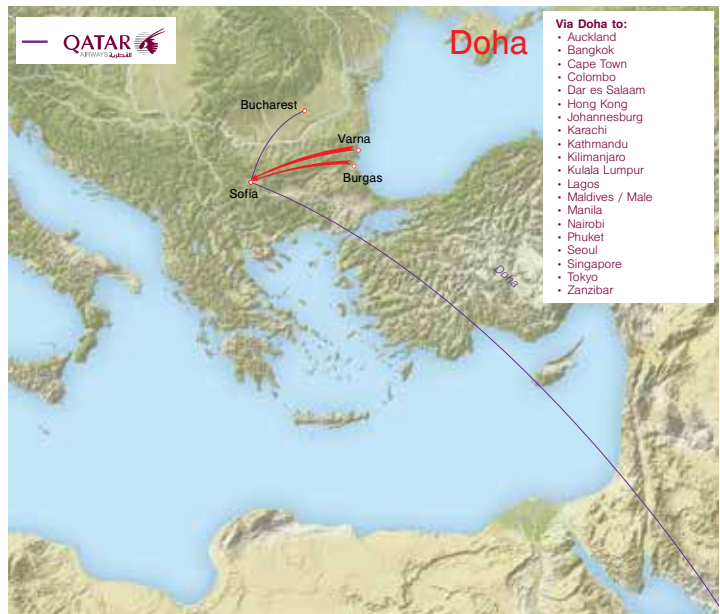 QATAR
AIRWAYS القطرية
Doha
Via Doha to:
• Auckland
• Bangkok
• Cape Town
• Colombo
• Dar es Salaam
• Hong Kong
• Johannesburg
• Karachi
• Kathmandu
• Kilimanjaro
• Kulala Lumpur
• Lagos
• Maldives / Male
• Manila
• Nairobi
• Phuket
• Seoul
• Singapore
• Tokyo
• Zanzibar
Bucharest
Varna
Burgas
Sofia
Doha